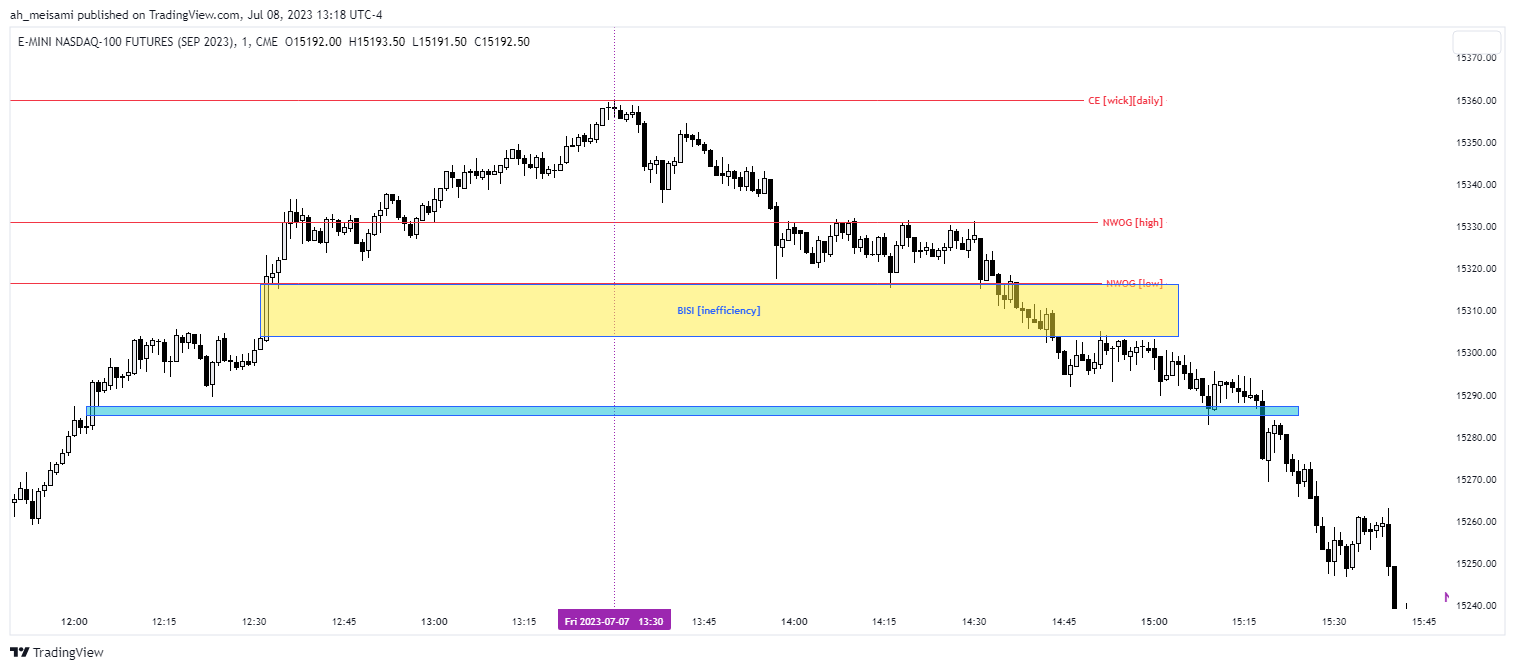 ah_meisami published on TradingView.com, Jul 08, 2023 13:18 UTC-4
E-MINI NASDAQ-100 FUTURES (SEP 2023), 1, CME O15192.00 H15193.50 L15191.50 C15192.50
15370.00
CE [wick][daily]
15360.00
15350.00
15340.00
NWOG [high]
15330.00
15320.00
NWOG [low]
BISI [inefficiency]
15310.00
15300.00
15290.00
15280.00
15270.00
15260.00
15250.00
15240.00
12:00 12:15 12:30 12:45 13:00 13:15 Fri 2023-07-07 13:30 13:45 14:00 14:15 14:30 14:45 15:00 15:15 15:30 15:45
TradingView